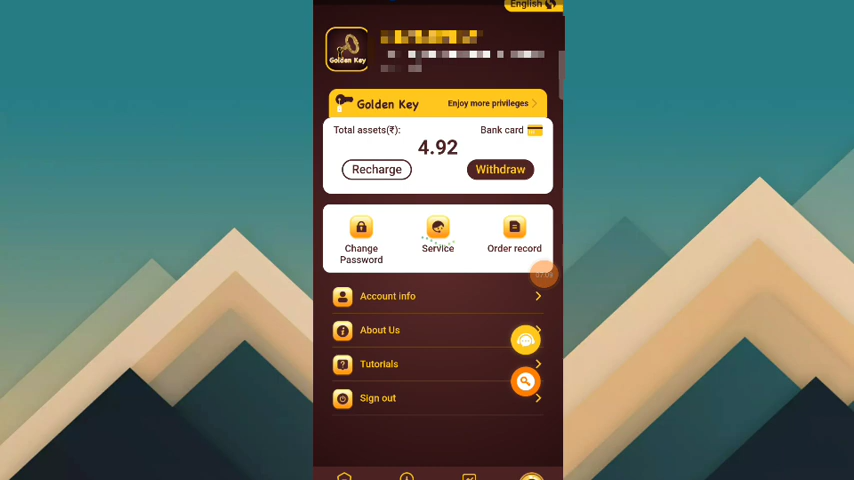 English
Golden Key
Golden Key
Enjoy more privileges
Total assets(₹):
Bank card
4.92
Recharge
Withdraw
Change
Password
Service
Order record
Account info
About Us
Tutorials
Sign out